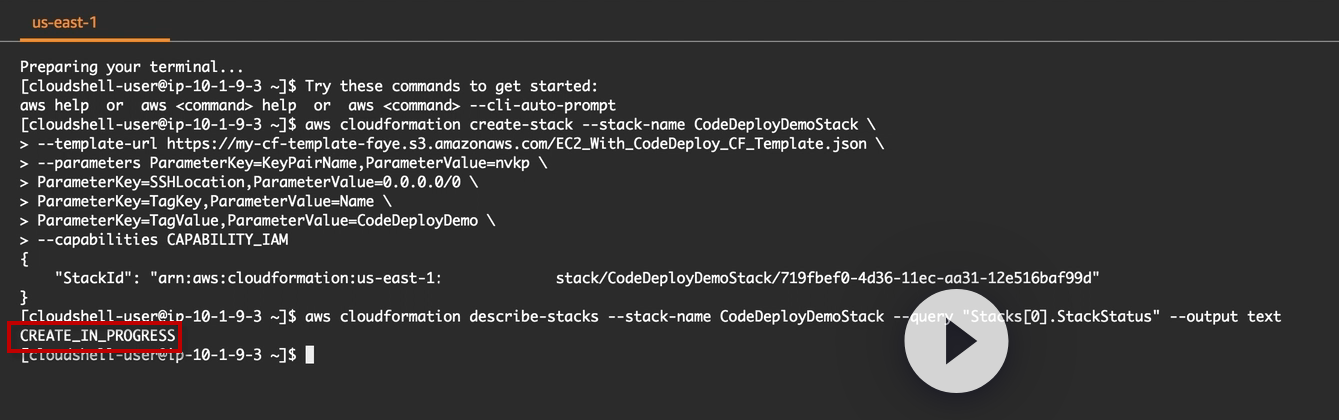 us-east-1
Preparing your terminal...
[cloudshell-user@ip-10-1-9-3 ~]$ Try these commands to get started:
aws help  or  aws <command> help  or  aws <command> --cli-auto-prompt
[cloudshell-user@ip-10-1-9-3 ~]$ aws cloudformation create-stack --stack-name CodeDeployDemoStack \
> --template-url https://my-cf-template-faye.s3.amazonaws.com/EC2_With_CodeDeploy_CF_Template.json \
> --parameters ParameterKey=KeyPairName,ParameterValue=nvkp \
> ParameterKey=SSHLocation,ParameterValue=0.0.0.0/0 \
> ParameterKey=TagKey,ParameterValue=Name \
> ParameterKey=TagValue,ParameterValue=CodeDeployDemo \
> --capabilities CAPABILITY_IAM
{
    "StackId": "arn:aws:cloudformation:us-east-1:              stack/CodeDeployDemoStack/719fbef0-4d36-11ec-aa31-12e516baf99d"
}
[cloudshell-user@ip-10-1-9-3 ~]$ aws cloudformation describe-stacks --stack-name CodeDeployDemoStack --query "Stacks[0].StackStatus" --output text
CREATE_IN_PROGRESS
[cloudshell-user@ip-10-1-9-3 ~]$